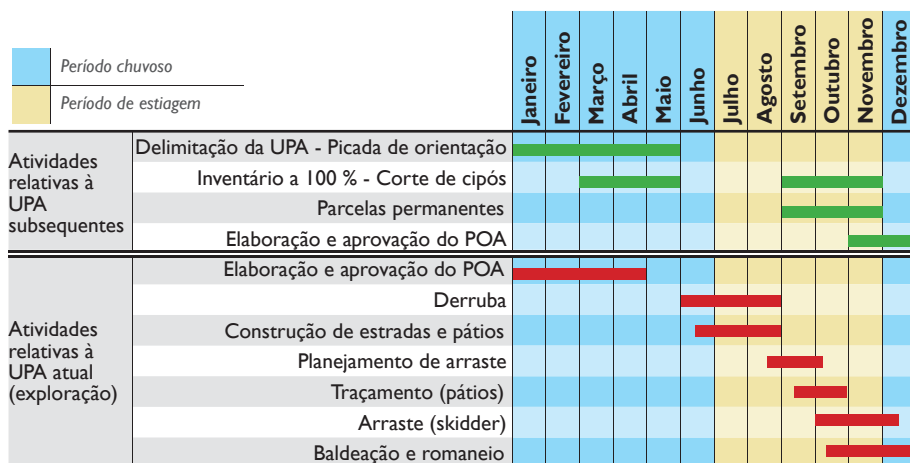 Período chuvoso
Período de estiagem
Janeiro
Fevereiro
Março
Abril
Maio
Junho
Julho
Agosto
Setembro
Outubro
Novembro
Dezembro
Atividades
relativas à
UPA
subsequentes
Delimitação da UPA - Picada de orientação
Inventário a 100 % - Corte de cipós
Parcelas permanentes
Elaboração e aprovação do POA
Atividades
relativas à
UPA atual
(exploração)
Elaboração e aprovação do POA
Derruba
Construção de estradas e pátios
Planejamento de arraste
Traçamento (pátios)
Arraste (skidder)
Baldeação e romaneio